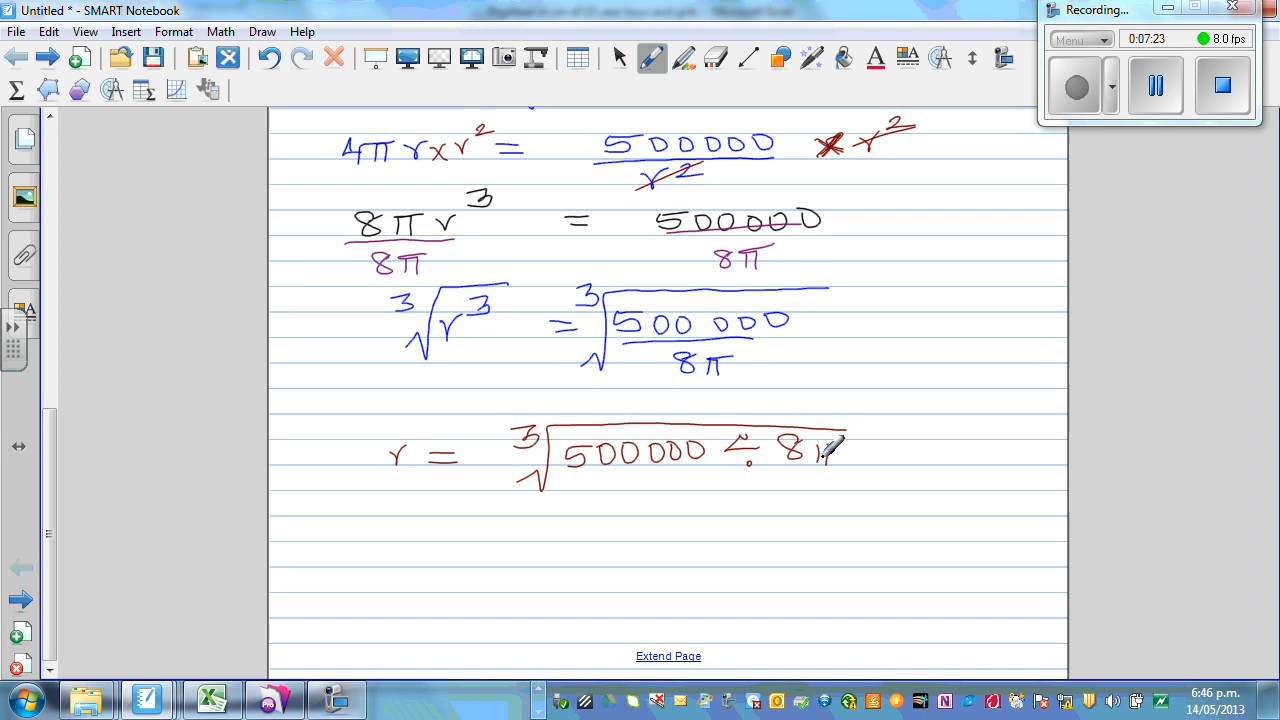 Untitled * - SMART Notebook
Recording...
File Edit View Insert Format Math Draw Help
Menu 0:07:23 8.0 fps
4π r x r² = 500000 / r² x r²
8π r³ / 8π = 500000 / 8π
³√r³ = ³√500 000 / 8π
r = ³√500000 ÷ 8π
Extend Page
6:46 p.m.
14/05/2013